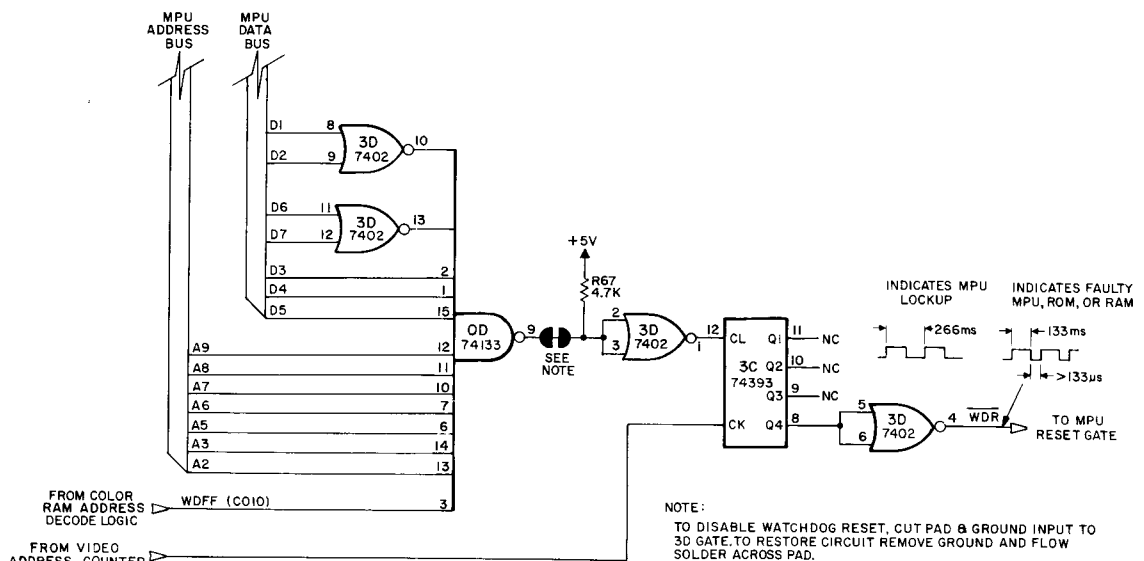 MPU
ADDRESS
BUS
MPU
DATA
BUS
D1
8
D2
9
3D
7402
10
D6
11
D7
12
3D
7402
13
D3
2
D4
1
D5
15
OD
74133
9
A9
12
A8
11
A7
10
A6
7
A5
6
A3
14
A2
13
FROM COLOR
RAM ADDRESS
DECODE LOGIC
WDFF (C010)
3
FROM VIDEO
ADDRESS COUNTER
SEE
NOTE
+5V
R67
4.7K
2
3
3D
7402
1
12
CL
CK
3C
74393
Q1
11
NC
Q2
10
NC
Q3
9
NC
Q4
8
5
6
3D
7402
4
WDR
TO MPU
RESET GATE
INDICATES MPU
LOCKUP
266ms
INDICATES FAULTY
MPU, ROM, OR RAM
133ms
>133µs
NOTE:
TO DISABLE WATCHDOG RESET, CUT PAD & GROUND INPUT TO
3D GATE. TO RESTORE CIRCUIT REMOVE GROUND AND FLOW
SOLDER ACROSS PAD.